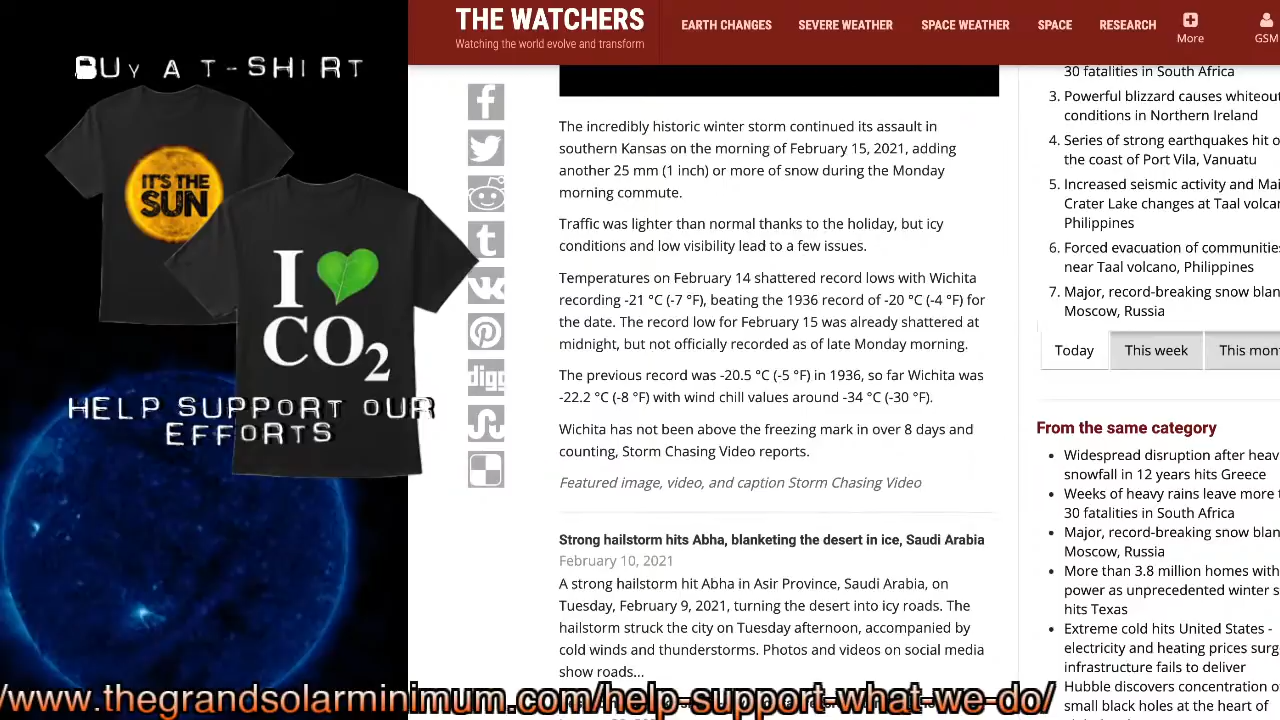 BUY A T-SHIRT
IT'S THE
SUN
I
CO2
HELP SUPPORT OUR
EFFORTS
THE WATCHERS
Watching the world evolve and transform
EARTH CHANGES SEVERE WEATHER SPACE WEATHER SPACE RESEARCH
More
GSM
digg
The incredibly historic winter storm continued its assault in
southern Kansas on the morning of February 15, 2021, adding
another 25 mm (1 inch) or more of snow during the Monday
morning commute.
Traffic was lighter than normal thanks to the holiday, but icy
conditions and low visibility lead to a few issues.
Temperatures on February 14 shattered record lows with Wichita
recording -21 °C (-7 °F), beating the 1936 record of -20 °C (-4 °F) for
the date. The record low for February 15 was already shattered at
midnight, but not officially recorded as of late Monday morning.
The previous record was -20.5 °C (-5 °F) in 1936, so far Wichita was
-22.2 °C (-8 °F) with wind chill values around -34 °C (-30 °F).
Wichita has not been above the freezing mark in over 8 days and
counting, Storm Chasing Video reports.
Featured image, video, and caption Storm Chasing Video
Strong hailstorm hits Abha, blanketing the desert in ice, Saudi Arabia
February 10, 2021
A strong hailstorm hit Abha in Asir Province, Saudi Arabia, on
Tuesday, February 9, 2021, turning the desert into icy roads. The
hailstorm struck the city on Tuesday afternoon, accompanied by
cold winds and thunderstorms. Photos and videos on social media
show roads...
30 fatalities in South Africa
3. Powerful blizzard causes whiteout
conditions in Northern Ireland
4. Series of strong earthquakes hit
the coast of Port Vila, Vanuatu
5. Increased seismic activity and
Crater Lake changes at Taal
Philippines
6. Forced evacuation of communities
near Taal volcano, Philippines
7. Major, record-breaking snow
Moscow, Russia
Today This week This
From the same category
Widespread disruption after
snowfall in 12 years hits Greece
Weeks of heavy rains leave more
30 fatalities in South Africa
Major, record-breaking snow
Moscow, Russia
More than 3.8 million homes
power as unprecedented winter
hits Texas
Extreme cold hits United States -
electricity and heating prices
infrastructure fails to deliver
Hubble discovers concentration
small black holes at the heart of
/www.thegrandsolarminimum.com/help-support-what-we-do/